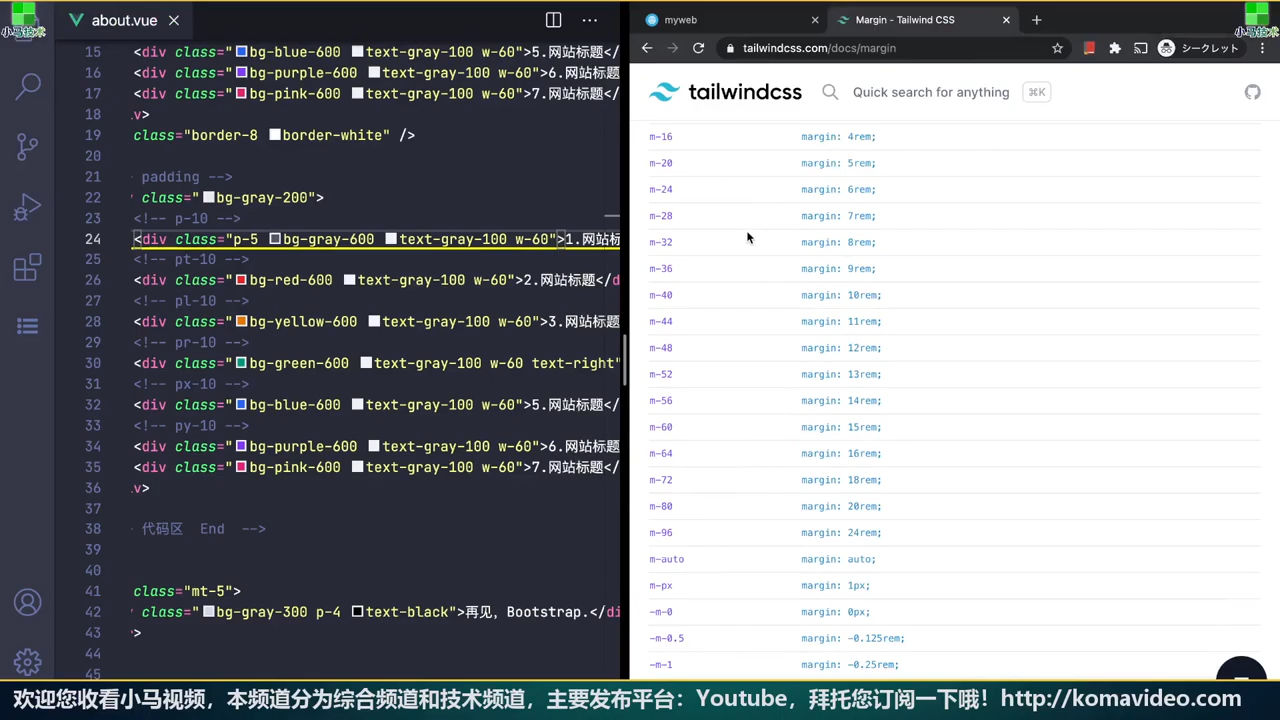 小马技术
about.vue
15 <div class="bg-blue-600 text-gray-100 w-60">5.网站标题</
16 <div class="bg-purple-600 text-gray-100 w-60">6.网站标题
17 <div class="bg-pink-600 text-gray-100 w-60">7.网站标题</
18 .v>
19 class="border-8 border-white" />
20
21 padding -->
22 class="bg-gray-200">
23 <!-- p-10 -->
24 <div class="p-5 bg-gray-600 text-gray-100 w-60">1.网站标
25 <!-- pt-10 -->
26 <div class="bg-red-600 text-gray-100 w-60">2.网站标题</d
27 <!-- pl-10 -->
28 <div class="bg-yellow-600 text-gray-100 w-60">3.网站标题
29 <!-- pr-10 -->
30 <div class="bg-green-600 text-gray-100 w-60 text-right"
31 <!-- px-10 -->
32 <div class="bg-blue-600 text-gray-100 w-60">5.网站标题</
33 <!-- py-10 -->
34 <div class="bg-purple-600 text-gray-100 w-60">6.网站标题
35 <div class="bg-pink-600 text-gray-100 w-60">7.网站标题</
36 .v>
37
38 代码区 End -->
39
40
41 class="mt-5">
42 class="bg-gray-300 p-4 text-black">再见, Bootstrap.</di
43 >
44
45
myweb
Margin - Tailwind CSS
小马技术
tailwindcss.com/docs/margin
シークレット
tailwindcss
Quick search for anything
⌘K
m-16 margin: 4rem;
m-20 margin: 5rem;
m-24 margin: 6rem;
m-28 margin: 7rem;
m-32 margin: 8rem;
m-36 margin: 9rem;
m-40 margin: 10rem;
m-44 margin: 11rem;
m-48 margin: 12rem;
m-52 margin: 13rem;
m-56 margin: 14rem;
m-60 margin: 15rem;
m-64 margin: 16rem;
m-72 margin: 18rem;
m-80 margin: 20rem;
m-96 margin: 24rem;
m-auto margin: auto;
m-px margin: 1px;
-m-0 margin: 0px;
-m-0.5 margin: -0.125rem;
-m-1 margin: -0.25rem;
欢迎您收看小马视频，本频道分为综合频道和技术频道，主要发布平台：Youtube，拜托您订阅一下哦！http://komavideo.com